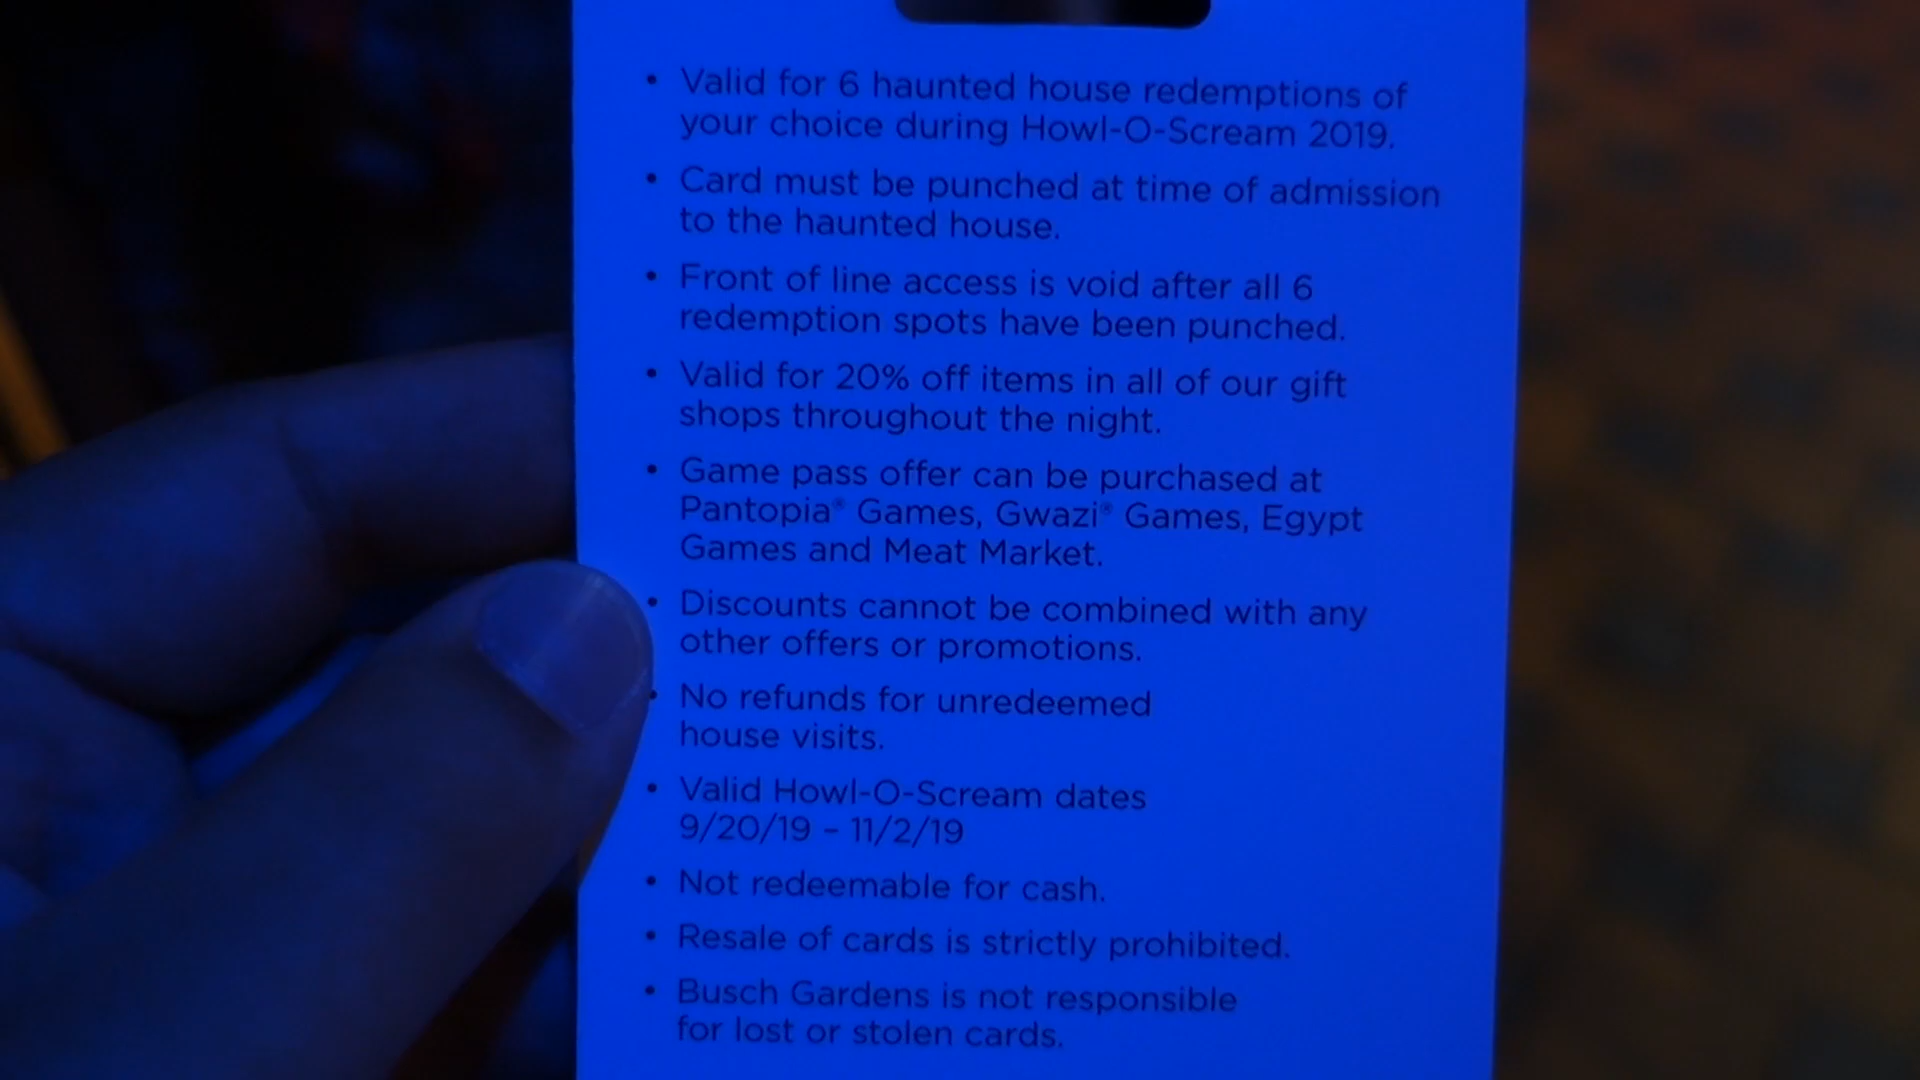 • Valid for 6 haunted house redemptions of
your choice during Howl-O-Scream 2019.
• Card must be punched at time of admission
to the haunted house.
• Front of line access is void after all 6
redemption spots have been punched.
• Valid for 20% off items in all of our gift
shops throughout the night.
• Game pass offer can be purchased at
Pantopia® Games, Gwazi® Games, Egypt
Games and Meat Market.
• Discounts cannot be combined with any
other offers or promotions.
• No refunds for unredeemed
house visits.
• Valid Howl-O-Scream dates
9/20/19 – 11/2/19
• Not redeemable for cash.
• Resale of cards is strictly prohibited.
• Busch Gardens is not responsible
for lost or stolen cards.